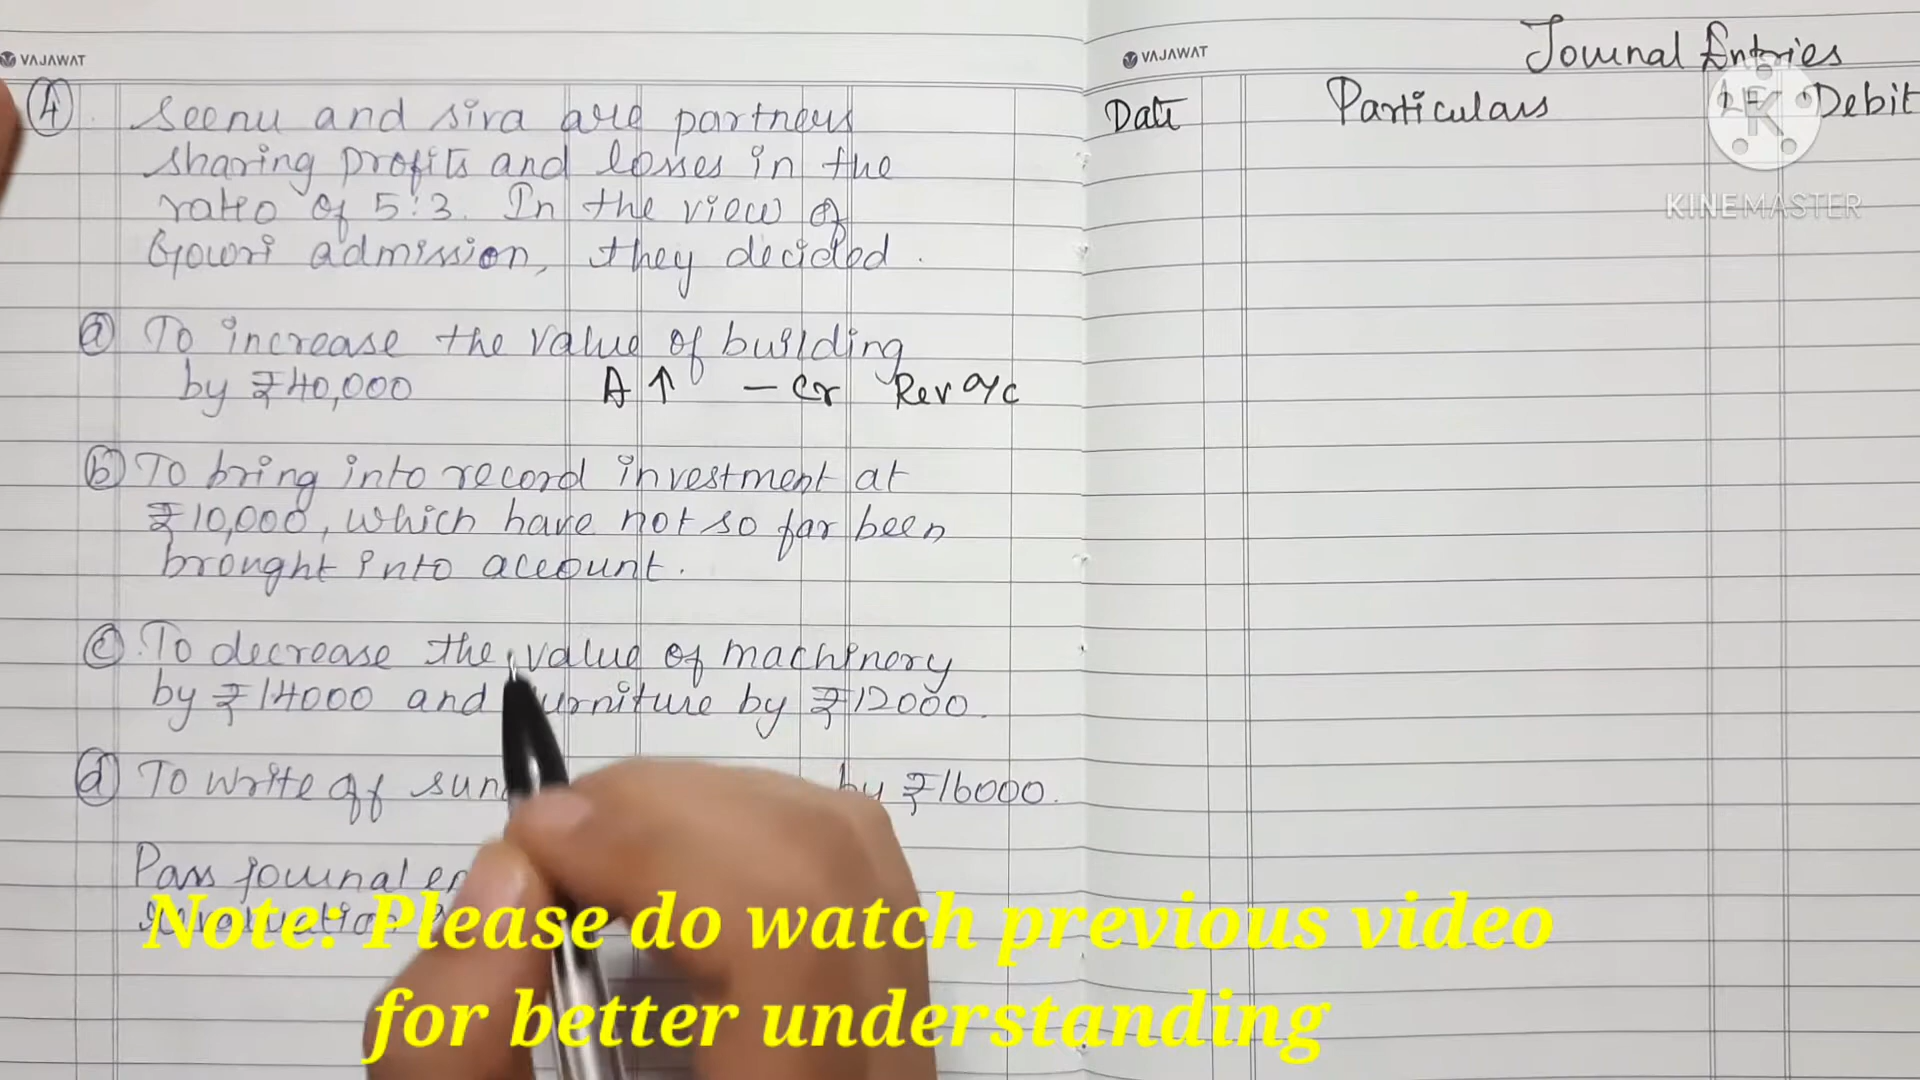 VAJAWAT
4 Seenu and siva are partners
sharing profits and losses in the
ratio of 5:3. In the view of
Gowri admission, they decided.
a To increase the value of building
by ₹40,000 A ↑ - Cr Rev a/c
b To bring into record investment at
₹10,000, which have not so far been
brought into account.
c To decrease the value of machinery
by ₹14000 and furniture by ₹12000.
d To write off by ₹16000.
Pass journal
VAJAWAT
Journal Entries
Date Particulars LF Debit
KINEMASTER
Note: Please do watch previous video
for better understanding